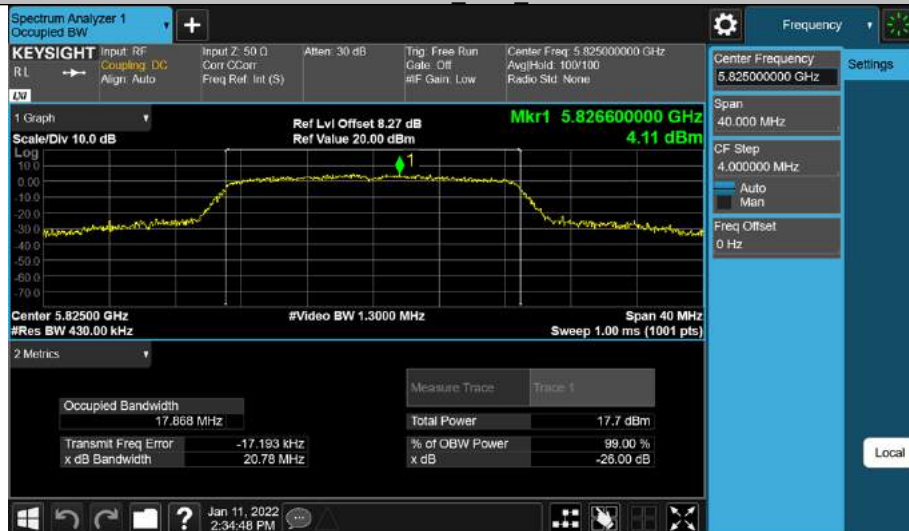 Spectrum Analyzer 1
Occupied BW
Frequency
KEYSIGHT
R L
LXI
Input: RF
Coupling: DC
Align: Auto
Input Z: 50 Ω
Corr CCorr
Freq Ref: Int (S)
Atten: 30 dB
Trig: Free Run
Gate: Off
#IF Gain: Low
Center Freq: 5.825000000 GHz
Avg|Hold: 100/100
Radio Std: None
Center Frequency
5.825000000 GHz
Settings
Span
40.000 MHz
CF Step
4.000000 MHz
Auto
Man
Freq Offset
0 Hz
Local
1 Graph
Scale/Div 10.0 dB
Ref Lvl Offset 8.27 dB
Ref Value 20.00 dBm
Mkr1 5.826600000 GHz
4.11 dBm
Log
10.0
0.00
-10.0
-20.0
-30.0
-40.0
-50.0
-60.0
-70.0
1
Center 5.82500 GHz
#Res BW 430.00 kHz
#Video BW 1.3000 MHz
Span 40 MHz
Sweep 1.00 ms (1001 pts)
2 Metrics
Measure Trace Trace 1
Occupied Bandwidth
17.868 MHz
Total Power 17.7 dBm
Transmit Freq Error -17.193 kHz
% of OBW Power 99.00 %
x dB Bandwidth 20.78 MHz
x dB -26.00 dB
?
Jan 11, 2022
2:34:48 PM